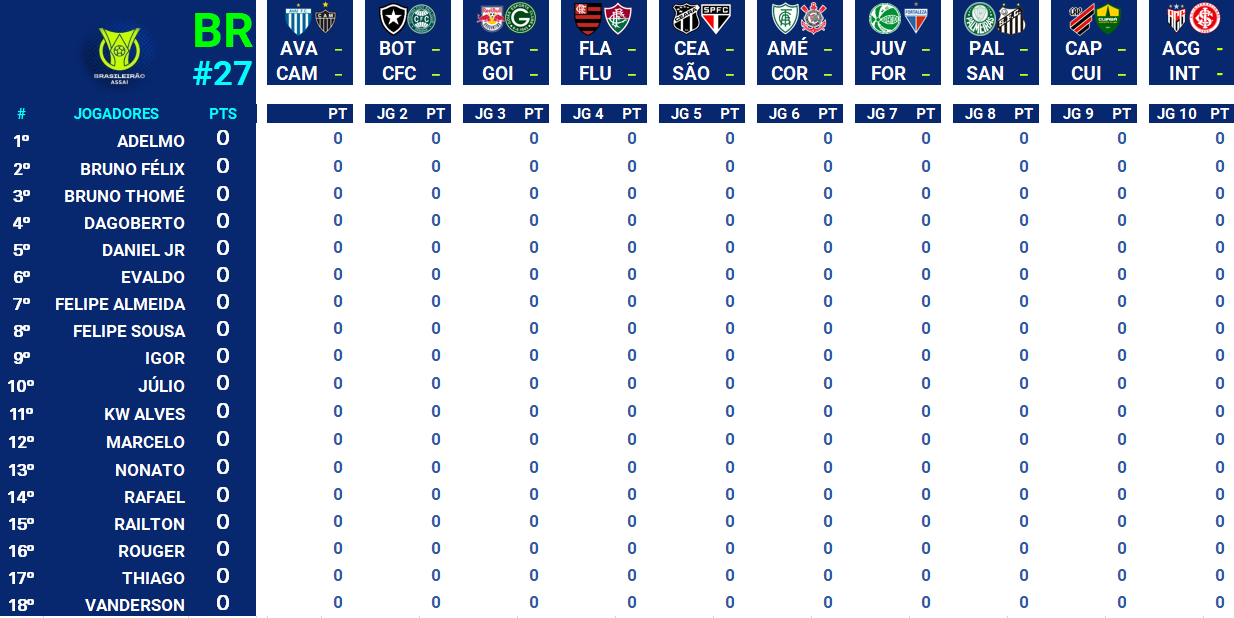 BR
#27
BRASILEIRÃO
ASSAÍ
AVA – BOT – BGT – FLA – CEA – AMÉ – JUV – PAL – CAP – ACG -
CAM – CFC – GOI – FLU – SÃO – COR – FOR – SAN – CUI – INT -
# JOGADORES PTS PT JG 2 PT JG 3 PT JG 4 PT JG 5 PT JG 6 PT JG 7 PT JG 8 PT JG 9 PT JG 10 PT
1º ADELMO 0 0 0 0 0 0 0 0 0 0 0
2º BRUNO FÉLIX 0 0 0 0 0 0 0 0 0 0 0
3º BRUNO THOMÉ 0 0 0 0 0 0 0 0 0 0 0
4º DAGOBERTO 0 0 0 0 0 0 0 0 0 0 0
5º DANIEL JR 0 0 0 0 0 0 0 0 0 0 0
6º EVALDO 0 0 0 0 0 0 0 0 0 0 0
7º FELIPE ALMEIDA 0 0 0 0 0 0 0 0 0 0 0
8º FELIPE SOUSA 0 0 0 0 0 0 0 0 0 0 0
9º IGOR 0 0 0 0 0 0 0 0 0 0 0
10º JÚLIO 0 0 0 0 0 0 0 0 0 0 0
11º KW ALVES 0 0 0 0 0 0 0 0 0 0 0
12º MARCELO 0 0 0 0 0 0 0 0 0 0 0
13º NONATO 0 0 0 0 0 0 0 0 0 0 0
14º RAFAEL 0 0 0 0 0 0 0 0 0 0 0
15º RAILTON 0 0 0 0 0 0 0 0 0 0 0
16º ROUGER 0 0 0 0 0 0 0 0 0 0 0
17º THIAGO 0 0 0 0 0 0 0 0 0 0 0
18º VANDERSON 0 0 0 0 0 0 0 0 0 0 0